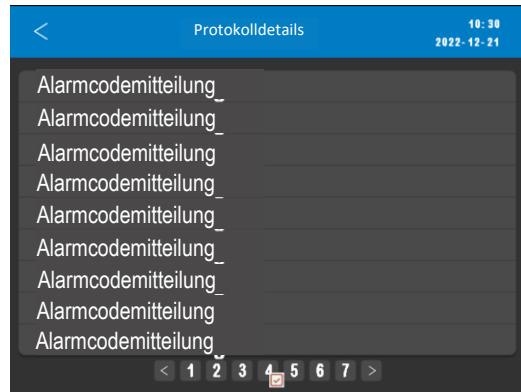 < Protokolldetails 10:30
2022-12-21
Alarmcodemitteilung_
Alarmcodemitteilung_
Alarmcodemitteilung
Alarmcodemitteilung_
Alarmcodemitteilung_
Alarmcodemitteilung_
Alarmcodemitteilung_
Alarmcodemitteilung
Alarmcodemitteilung_
< 1 2 3 4 5 6 7 >